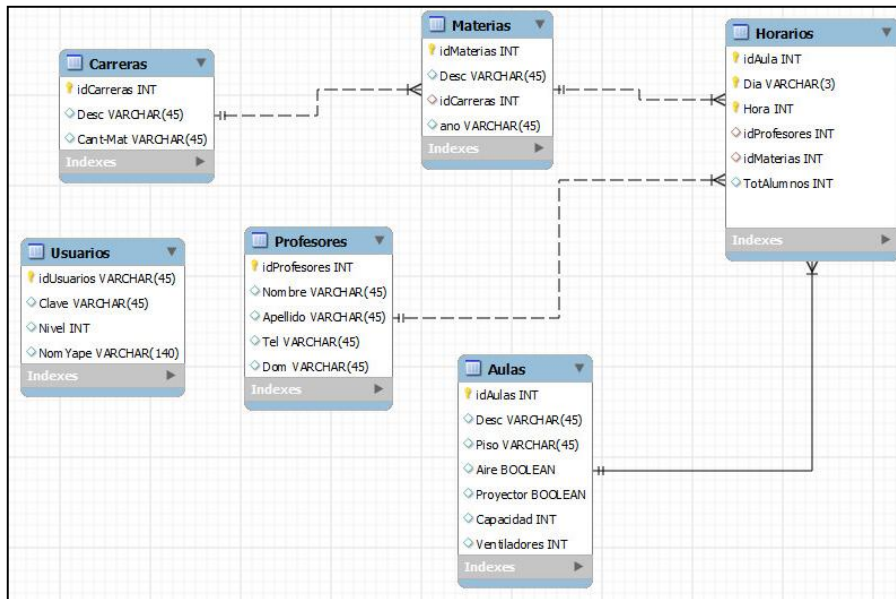 Carreras
idCarreras INT
Desc VARCHAR(45)
Cant-Mat VARCHAR(45)
Indexes
Materias
idMaterias INT
Desc VARCHAR(45)
idCarreras INT
ano VARCHAR(45)
Indexes
Horarios
idAula INT
Dia VARCHAR(3)
Hora INT
idProfesores INT
idMaterias INT
TotAlumnos INT
Indexes
Usuarios
idUsuarios VARCHAR(45)
Clave VARCHAR(45)
Nivel INT
NomYape VARCHAR(140)
Indexes
Profesores
idProfesores INT
Nombre VARCHAR(45)
Apellido VARCHAR(45)
Tel VARCHAR(45)
Dom VARCHAR(45)
Indexes
Aulas
idAulas INT
Desc VARCHAR(45)
Piso VARCHAR(45)
Aire BOOLEAN
Proyector BOOLEAN
Capacidad INT
Ventiladores INT
Indexes